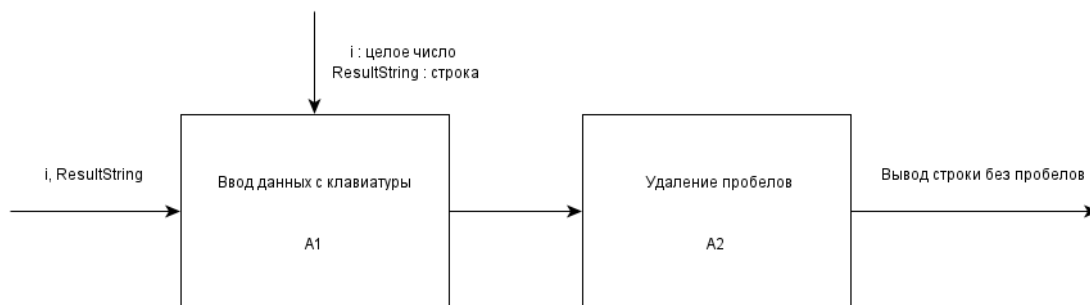 i : целое число
ResultString : строка
i, ResultString
Ввод данных с клавиатуры
Удаление пробелов
Вывод строки без пробелов
A1
A2